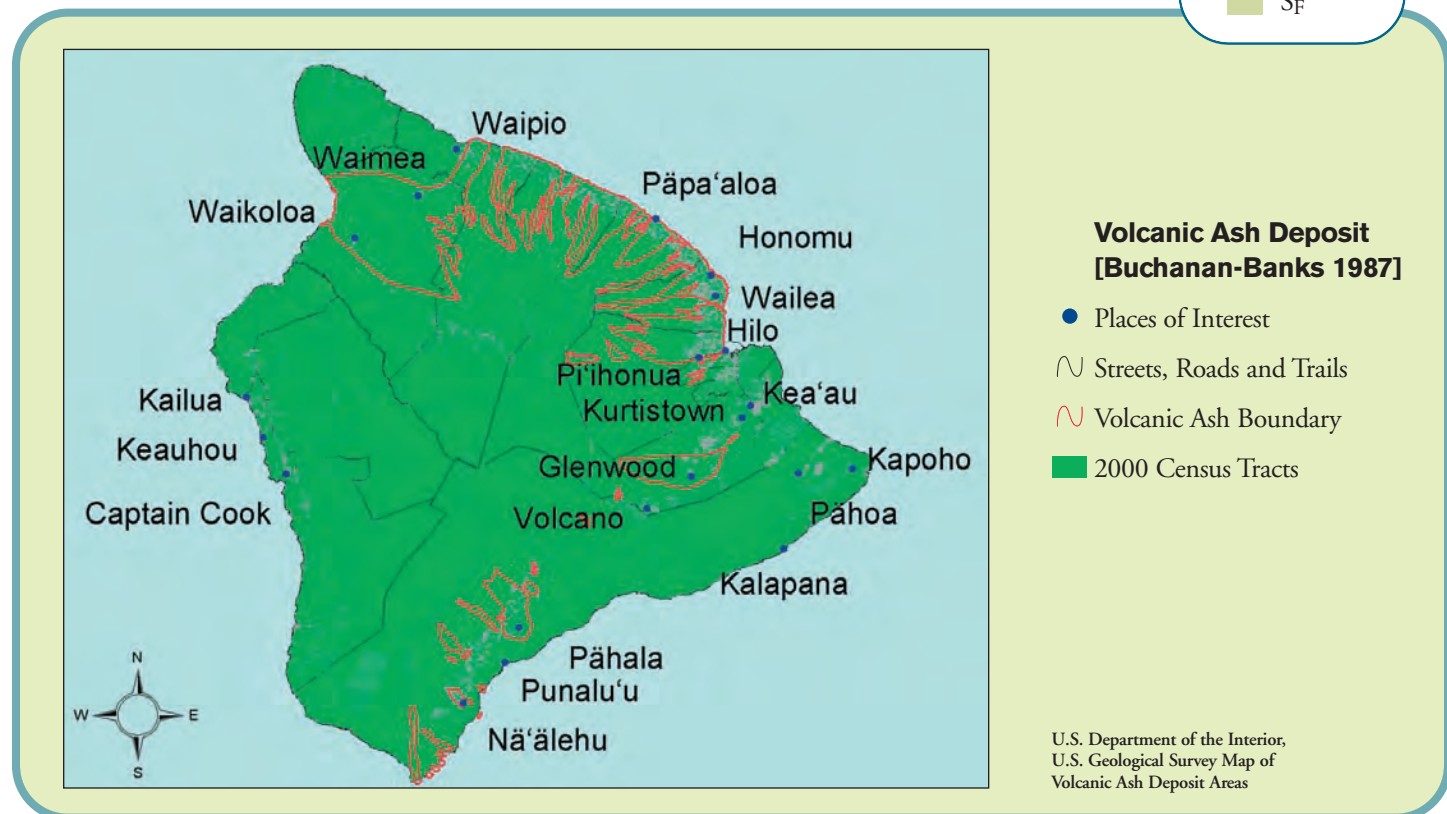 SF
Waipio
Waimea
Päpa‘aloa
Waikoloa
Honomu
Wailea
Hilo
Pi‘ihonua
Kea‘au
Kailua
Kurtistown
Keauhou
Glenwood
Kapoho
Captain Cook
Volcano
Pähoa
Kalapana
Pähala
Punalu‘u
Nä‘älehu
N
W
E
S
Volcanic Ash Deposit
[Buchanan-Banks 1987]
Places of Interest
Streets, Roads and Trails
Volcanic Ash Boundary
2000 Census Tracts
U.S. Department of the Interior,
U.S. Geological Survey Map of
Volcanic Ash Deposit Areas